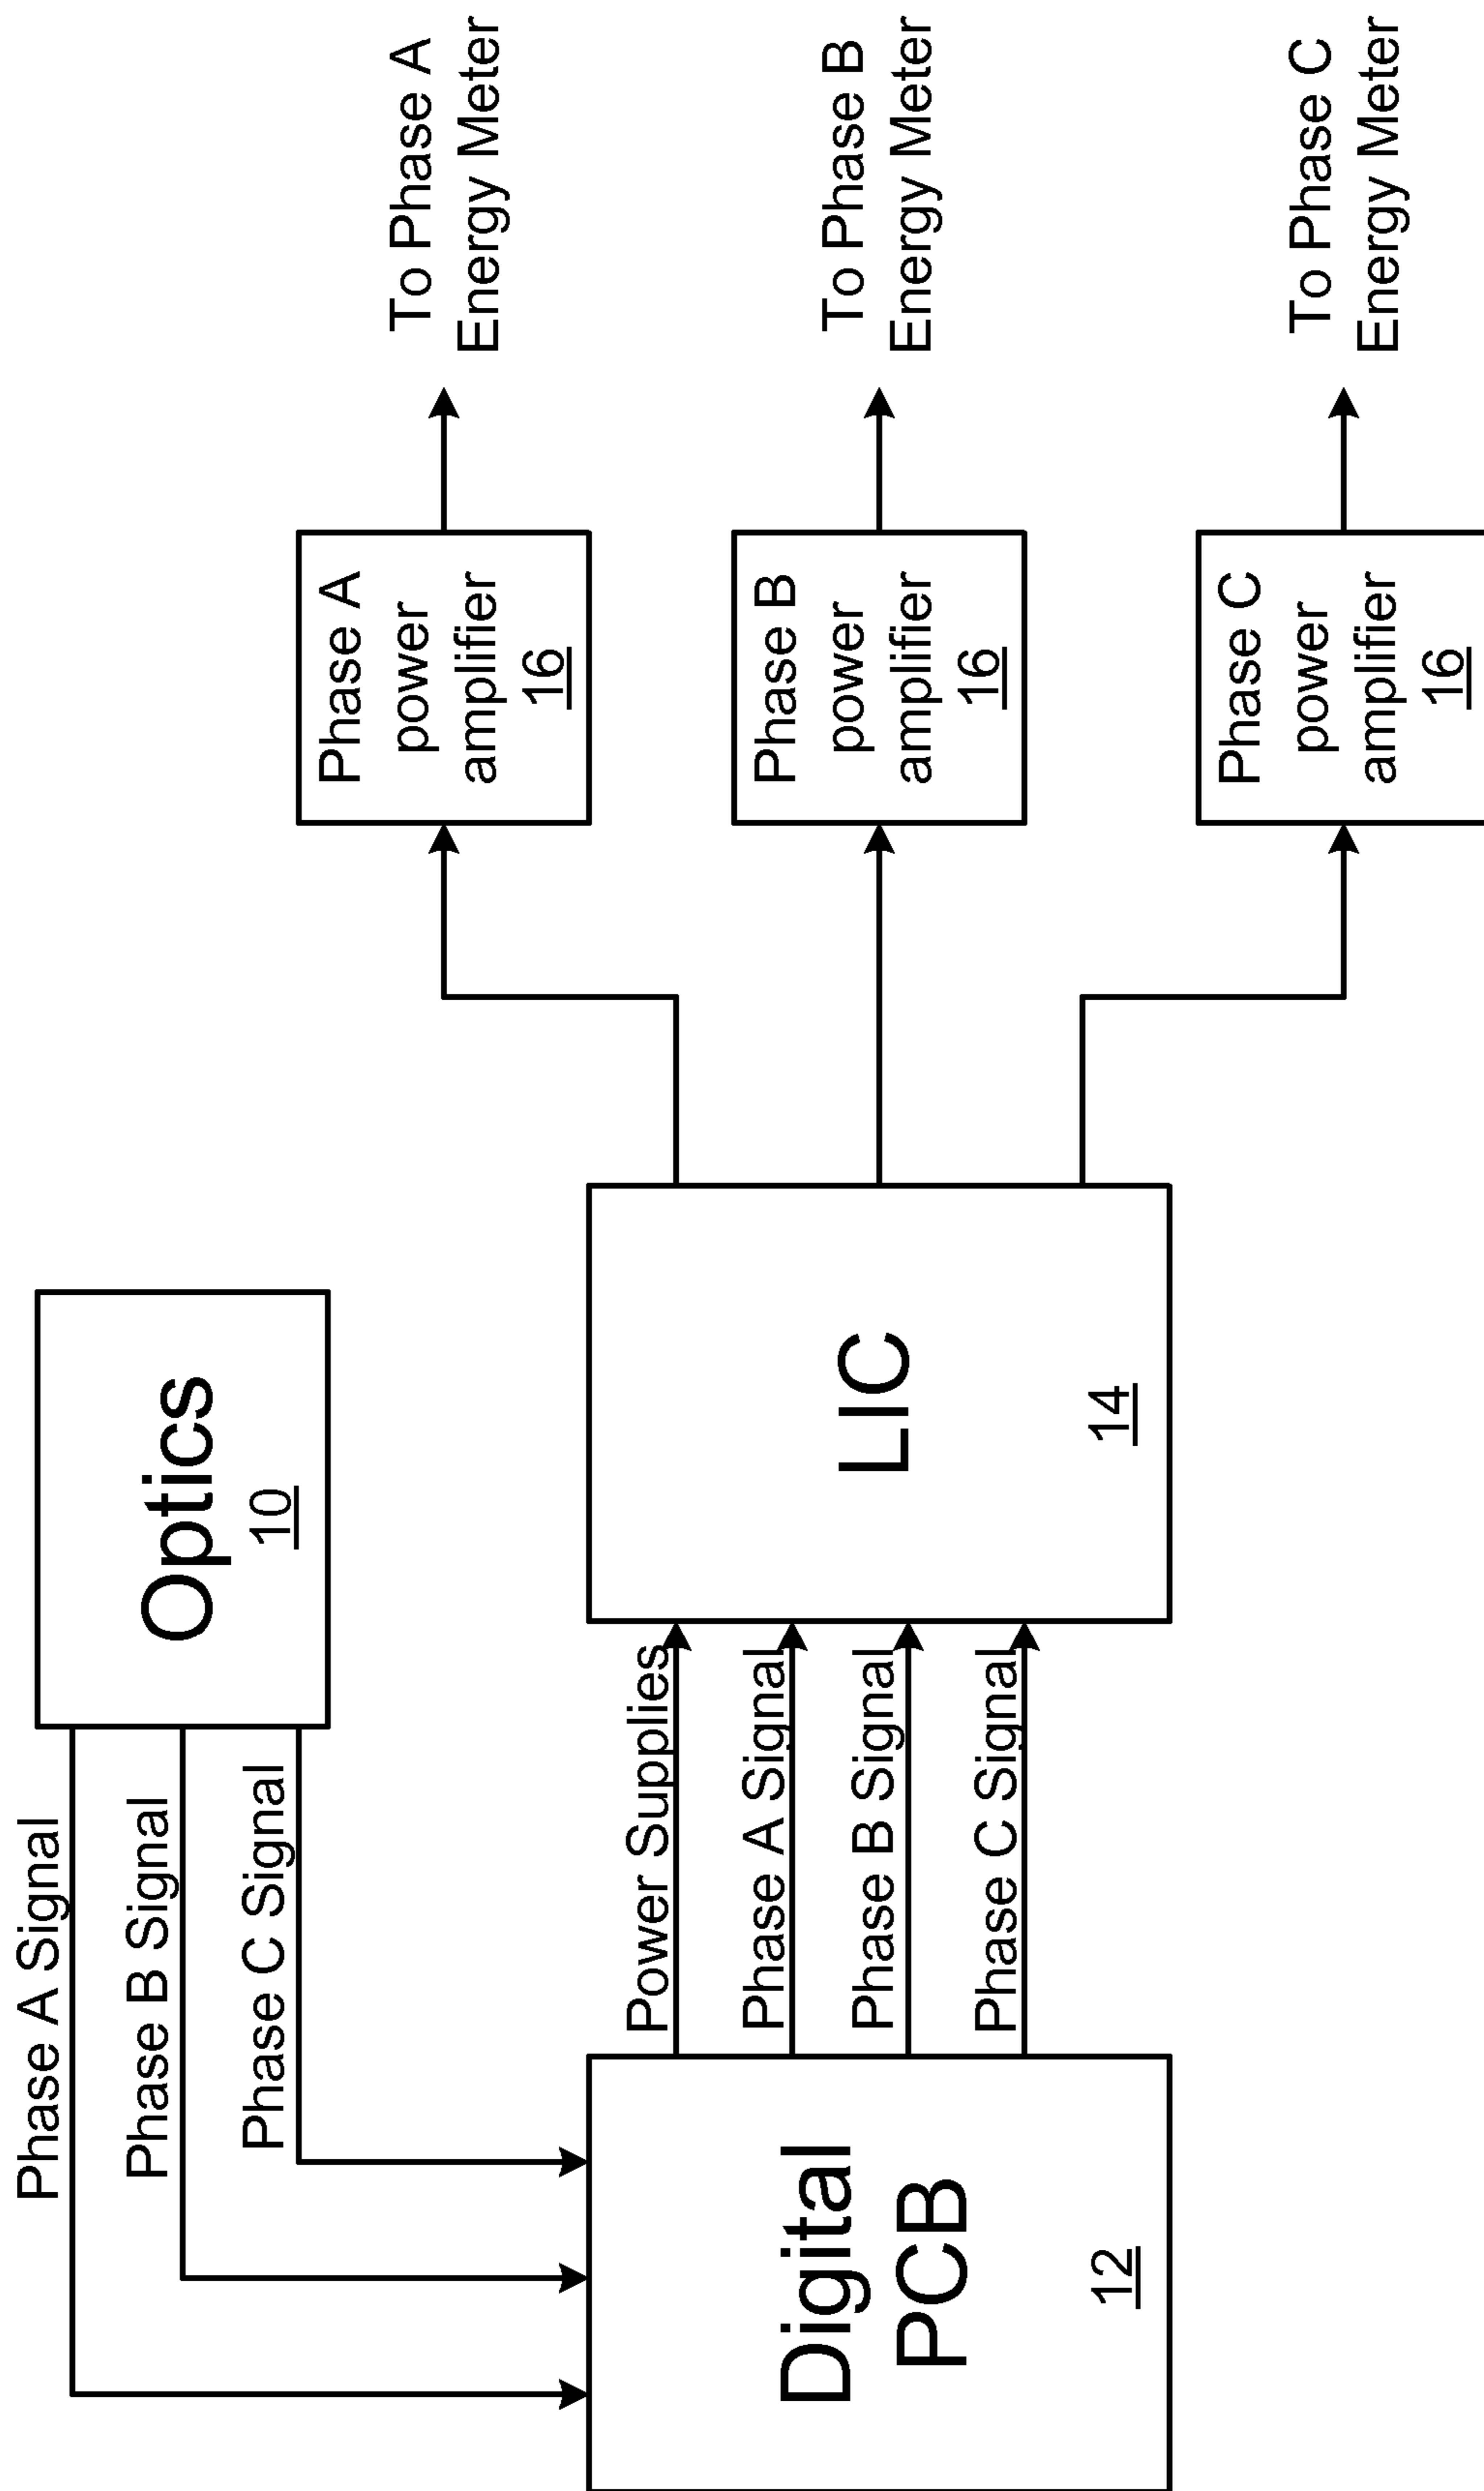 Phase A Signal
Phase B Signal
Phase C Signal
Optics
10
Digital
PCB
12
Power Supplies
Phase A Signal
Phase B Signal
Phase C Signal
LIC
14
Phase A
power
amplifier
16
To Phase A
Energy Meter
Phase B
power
amplifier
16
To Phase B
Energy Meter
Phase C
power
amplifier
16
To Phase C
Energy Meter